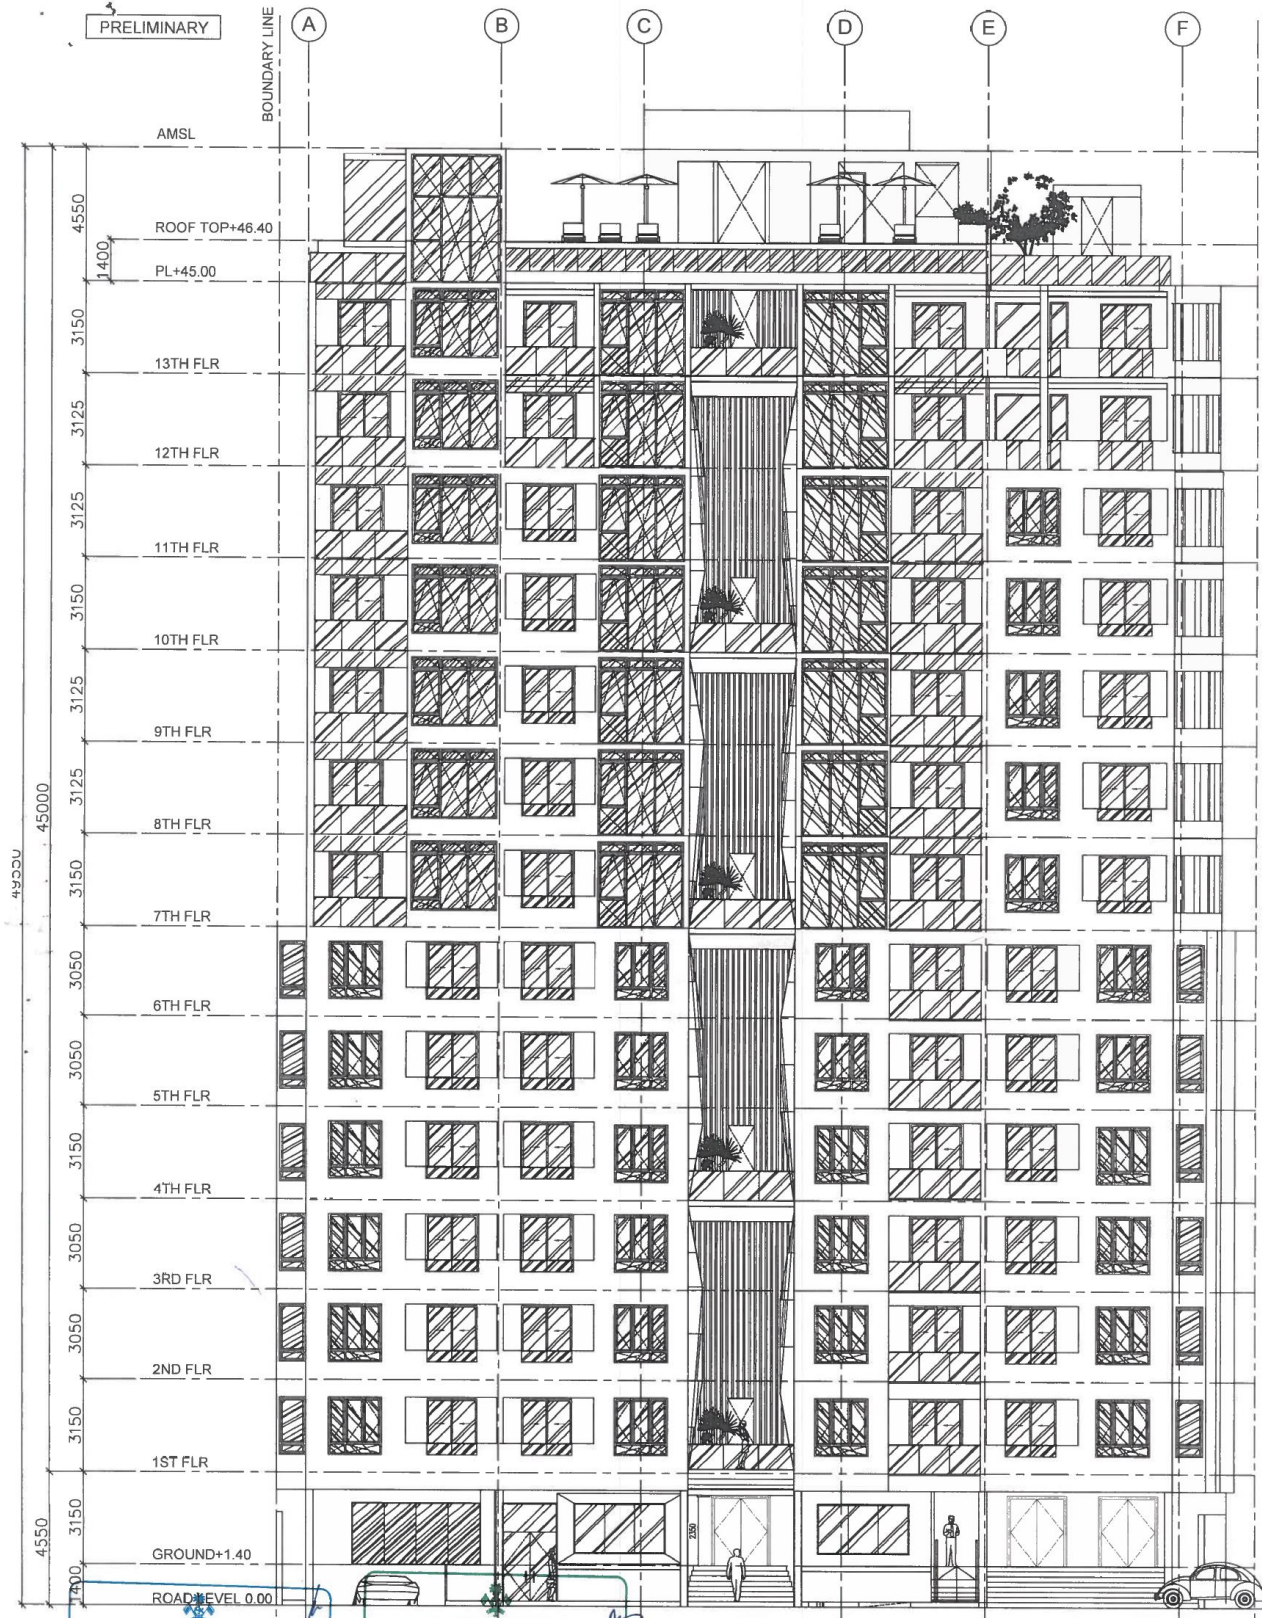 PRELIMINARY
BOUNDARY LINE
A
B
C
D
E
F
AMSL
4550
ROOF TOP+46.40
1400
PL+45.00
3150
13TH FLR
3125
12TH FLR
3125
11TH FLR
3150
10TH FLR
3125
9TH FLR
3125
8TH FLR
45000
3150
7TH FLR
3050
6TH FLR
3050
5TH FLR
3150
4TH FLR
3050
3RD FLR
3050
2ND FLR
3150
1ST FLR
4550
3150
2350
GROUND+1.40
1400
ROAD LEVEL 0.00